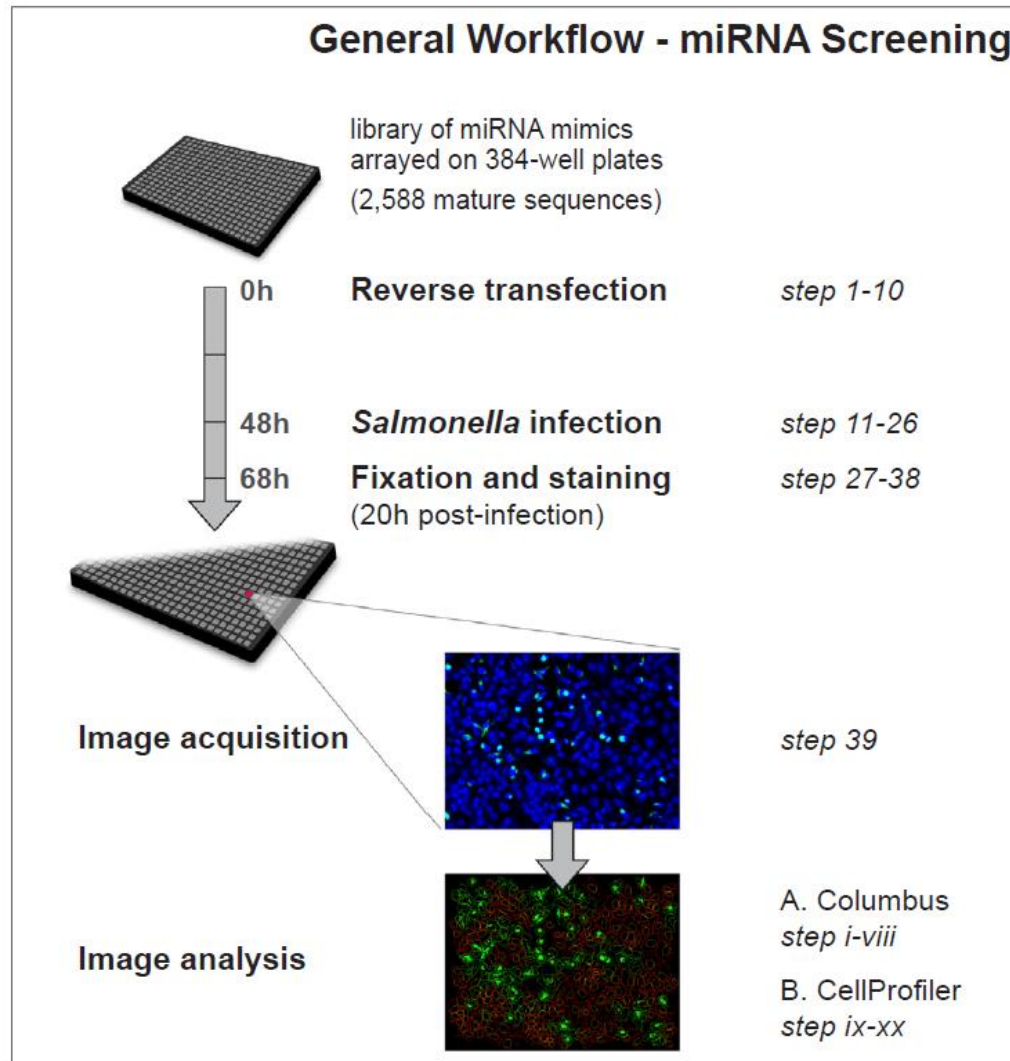 General Workflow - miRNA Screening
library of miRNA mimics
arrayed on 384-well plates
(2,588 mature sequences)
0h Reverse transfection step 1-10
48h Salmonella infection step 11-26
68h Fixation and staining step 27-38
(20h post-infection)
Image acquisition step 39
A. Columbus
step i-viii
Image analysis
B. CellProfiler
step ix-xx